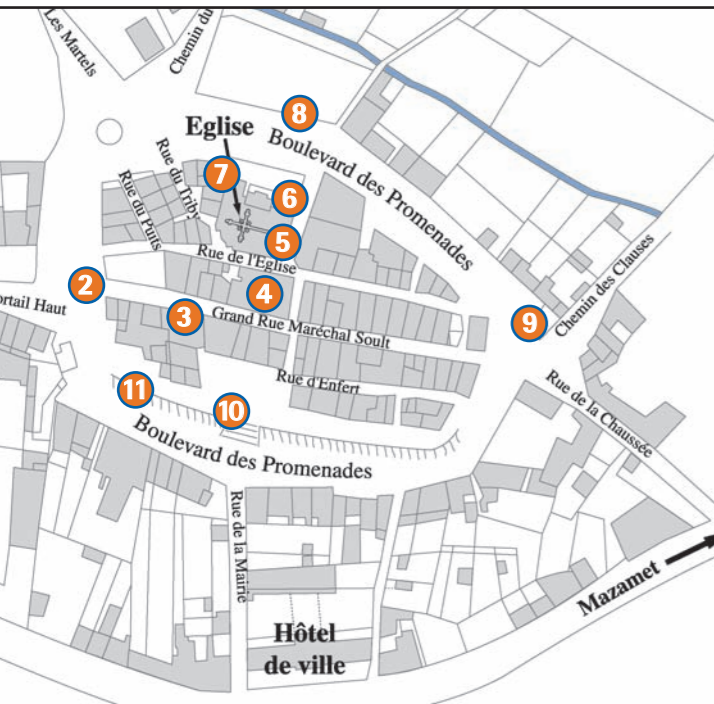 Les Martels
Chemin du
8
Eglise
Boulevard des Promenades
7
Rue du Triby
6
Rue du Puits
5
Rue de l'Eglise
Chemin des Clauses
2
4
ortail Haut
3
Grand Rue Maréchal Soult
9
Rue d'Enfert
11
10
Rue de la Chaussée
Boulevard des Promenades
Rue de la Mairie
Mazamet
Hôtel
de ville